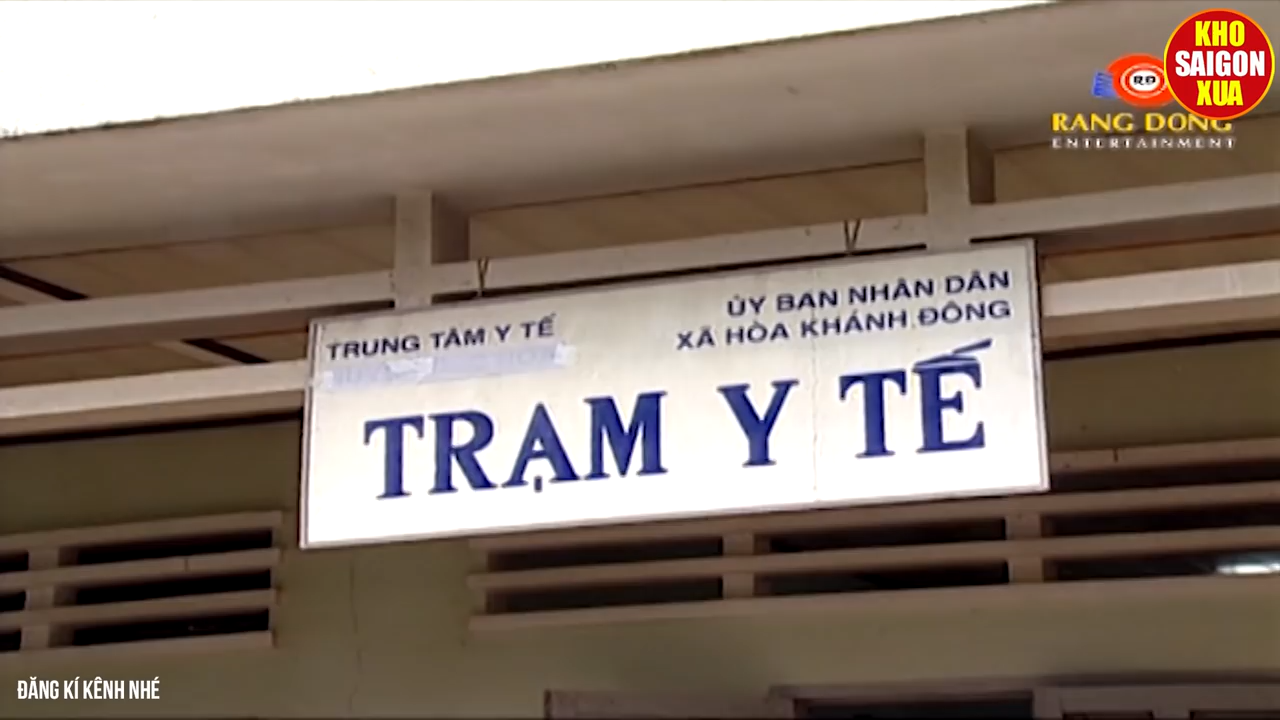 KHO
SAIGON
XUA
RĐ
RANG DONG
ENTERTAINMENT
TRUNG TÂM Y TẾ
ỦY BAN NHÂN DÂN
XÃ HÒA KHÁNH ĐÔNG
TRẠM Y TẾ
ĐĂNG KÍ KÊNH NHÉ